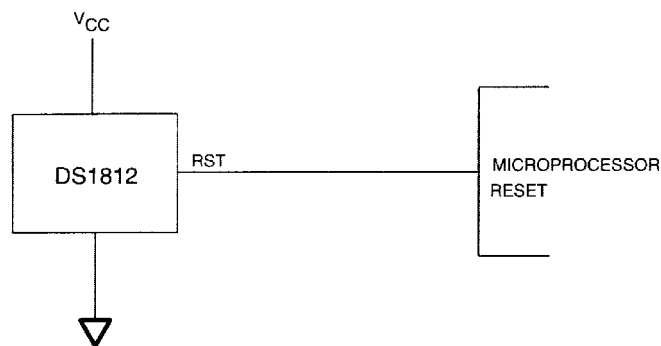 VCC
DS1812
RST
MICROPROCESSOR
RESET